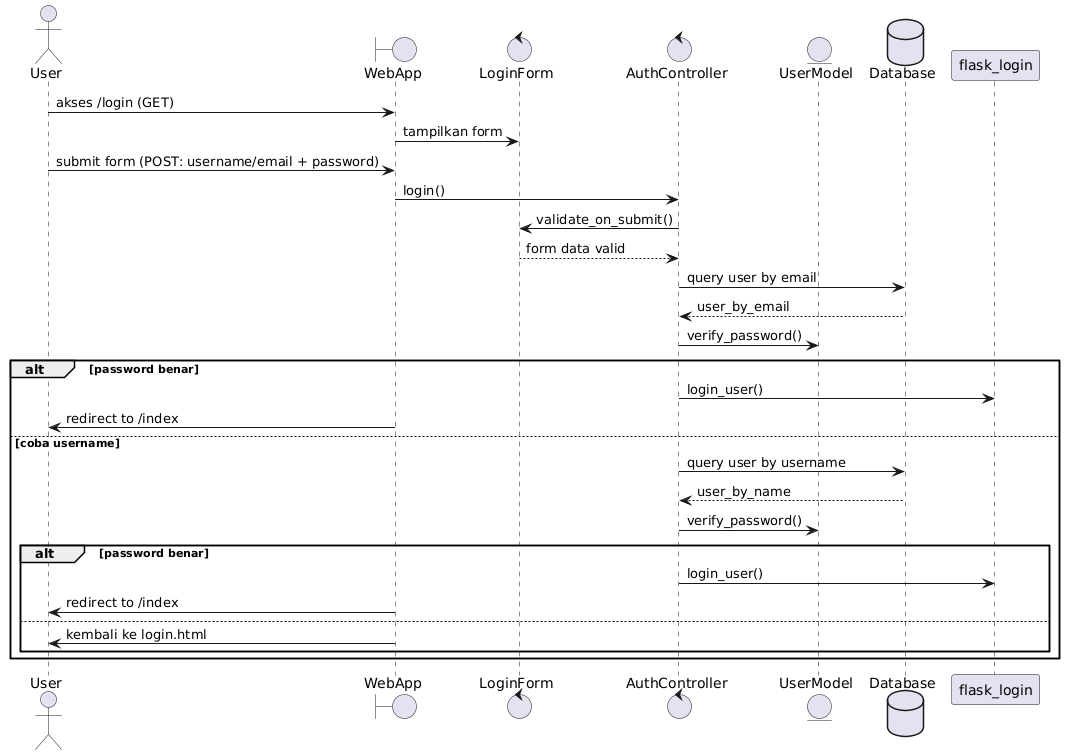 User
WebApp
LoginForm
AuthController
UserModel
Database
flask_login
akses /login (GET)
tampilkan form
submit form (POST: username/email + password)
login()
validate_on_submit()
form data valid
query user by email
user_by_email
verify_password()
alt [password benar]
login_user()
redirect to /index
[coba username]
query user by username
user_by_name
verify_password()
alt [password benar]
login_user()
redirect to /index
kembali ke login.html
User
WebApp
LoginForm
AuthController
UserModel
Database
flask_login